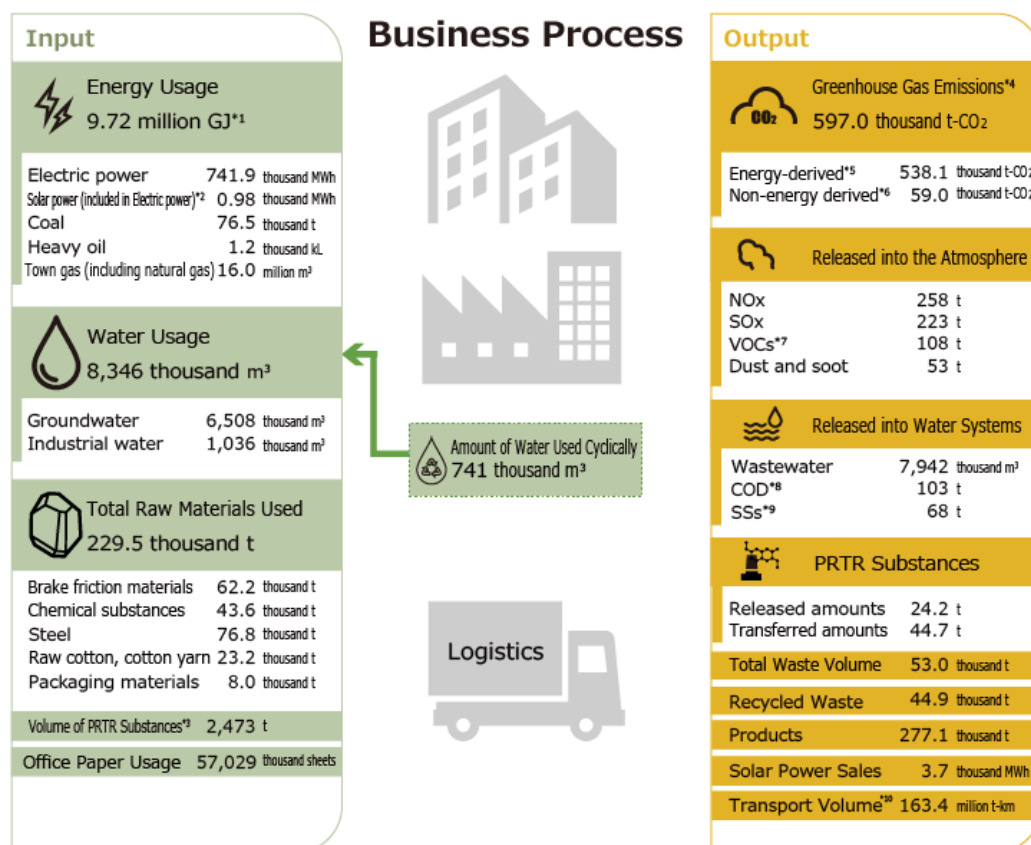 Input
Energy Usage
9.72 million GJ*1
Electric power 741.9 thousand MWh
Solar power (included in Electric power)*2 0.98 thousand MWh
Coal 76.5 thousand t
Heavy oil 1.2 thousand kL
Town gas (including natural gas) 16.0 million m³
Water Usage
8,346 thousand m³
Groundwater 6,508 thousand m³
Industrial water 1,036 thousand m³
Total Raw Materials Used
229.5 thousand t
Brake friction materials 62.2 thousand t
Chemical substances 43.6 thousand t
Steel 76.8 thousand t
Raw cotton, cotton yarn 23.2 thousand t
Packaging materials 8.0 thousand t
Volume of PRTR Substances*3 2,473 t
Office Paper Usage 57,029 thousand sheets
Business Process
Amount of Water Used Cyclically
741 thousand m³
Logistics
Output
CO2
Greenhouse Gas Emissions*4
597.0 thousand t-CO2
Energy-derived*5 538.1 thousand t-CO2
Non-energy derived*6 59.0 thousand t-CO2
Released into the Atmosphere
NOx 258 t
SOx 223 t
VOCs*7 108 t
Dust and soot 53 t
Released into Water Systems
Wastewater 7,942 thousand m³
COD*8 103 t
SSs*9 68 t
PRTR Substances
Released amounts 24.2 t
Transferred amounts 44.7 t
Total Waste Volume 53.0 thousand t
Recycled Waste 44.9 thousand t
Products 277.1 thousand t
Solar Power Sales 3.7 thousand MWh
Transport Volume*10 163.4 million t-km